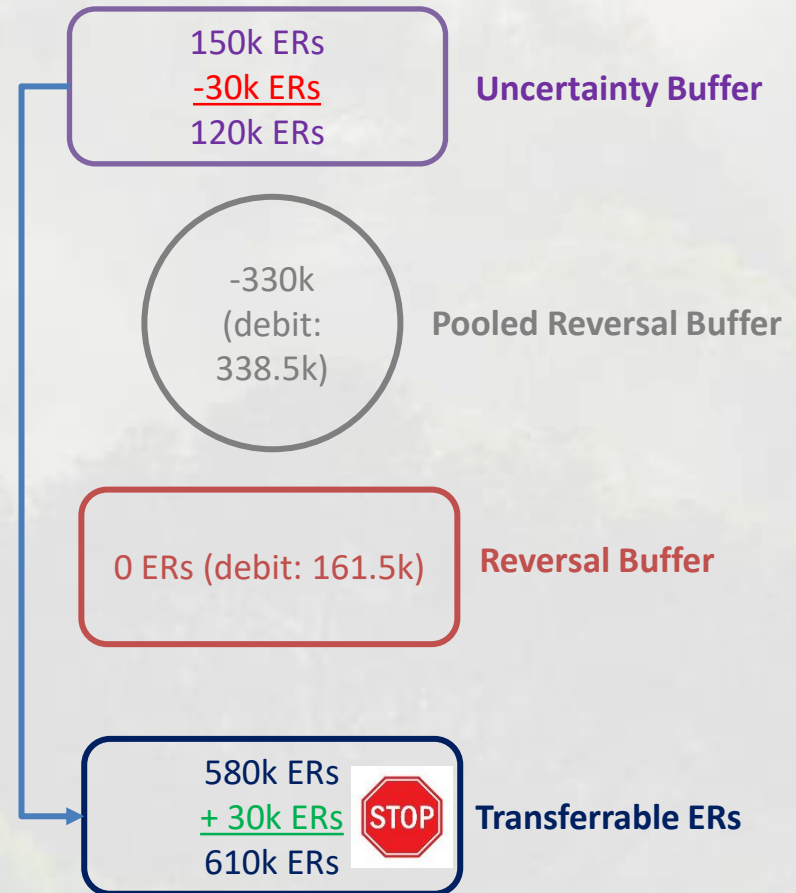 150k ERs
-30k ERs
120k ERs
Uncertainty Buffer
-330k
(debit:
338.5k)
Pooled Reversal Buffer
0 ERs (debit: 161.5k)
Reversal Buffer
580k ERs
+ 30k ERs
610k ERs
STOP
Transferrable ERs